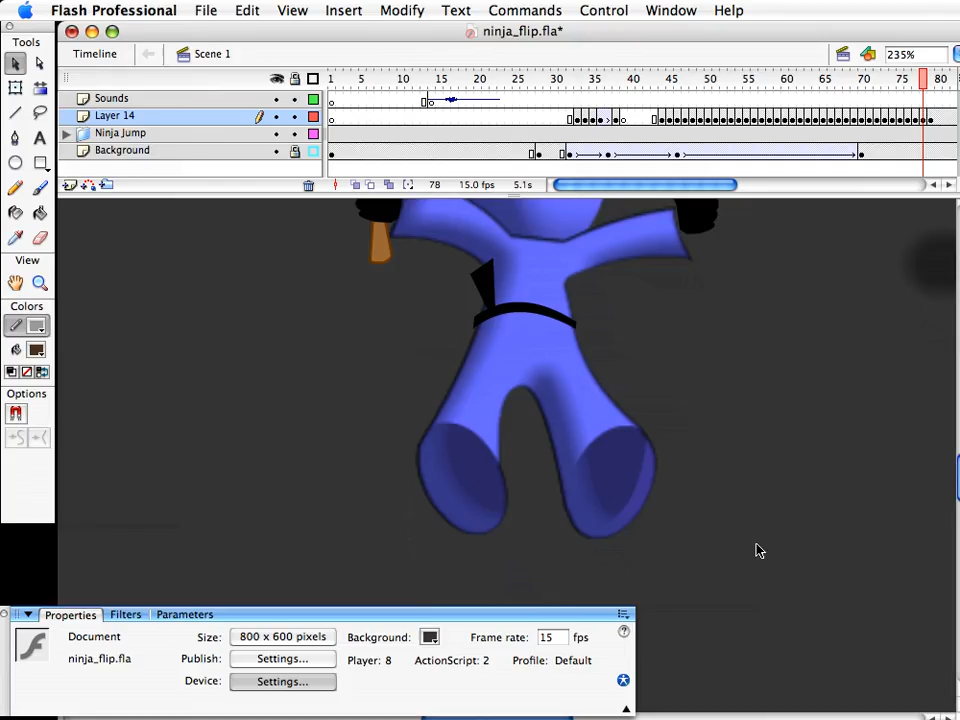 Flash Professional File Edit View Insert Modify Text Commands Control Window Help
Tools
ninja_flip.fla*
Timeline Scene 1 235%
1 5 10 15 20 25 30 35 40 45 50 55 60 65 70 75 80
Sounds
Layer 14
Ninja Jump
Background
78 15.0 fps 5.1s
View
Colors
Options
Properties Filters Parameters
Document Size: 800 x 600 pixels Background: Frame rate: 15 fps
ninja_flip.fla Publish: Settings... Player: 8 ActionScript: 2 Profile: Default
Device: Settings...